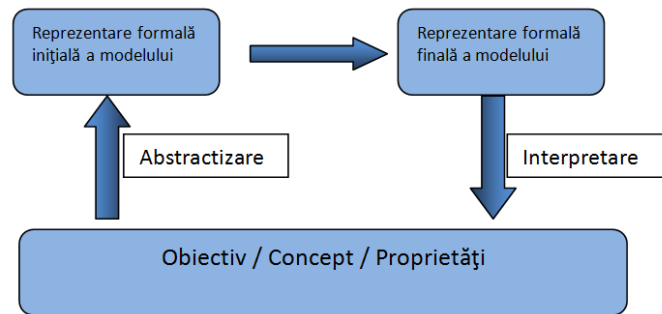 Reprezentare formală
iniţială a modelului
Reprezentare formală
finală a modelului
Abstractizare
Interpretare
Obiectiv / Concept / Proprietăţi